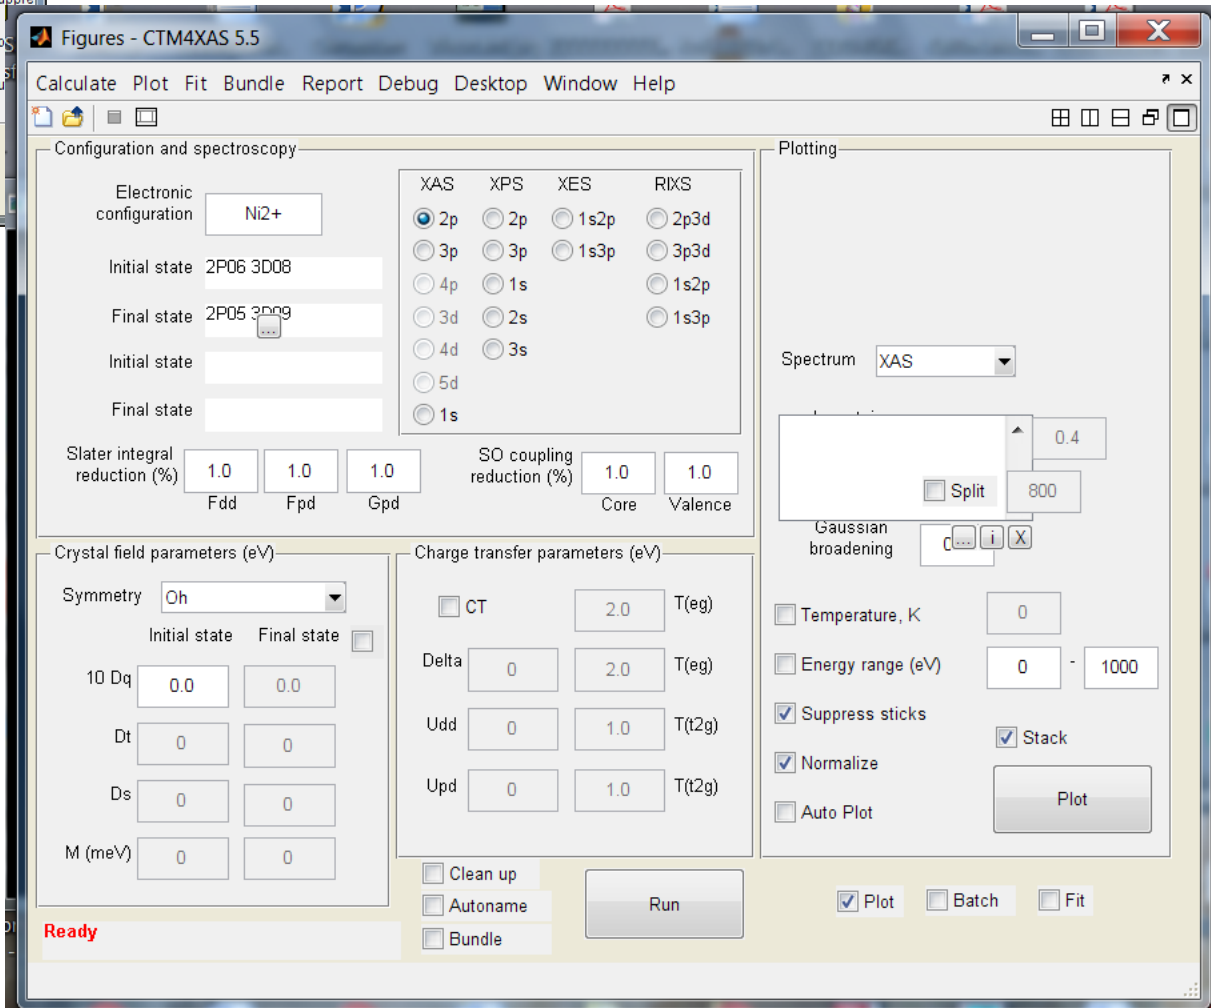 Figures - CTM4XAS 5.5
Calculate Plot Fit Bundle Report Debug Desktop Window Help
Configuration and spectroscopy
Electronic
configuration
Ni2+
Initial state 2P06 3D08
Final state 2P05 3D09
...
Initial state
Final state
XAS XPS XES RIXS
2p 2p 1s2p 2p3d
3p 3p 1s3p 3p3d
4p 1s 1s2p
3d 2s 1s3p
4d 3s
5d
1s
Slater integral
reduction (%)
1.0 1.0 1.0
Fdd Fpd Gpd
SO coupling
reduction (%)
1.0 1.0
Core Valence
Crystal field parameters (eV)
Symmetry Oh
Initial state Final state
10 Dq 0.0 0.0
Dt 0 0
Ds 0 0
M (meV) 0 0
Charge transfer parameters (eV)
CT 2.0 T(eg)
Delta 0 2.0 T(eg)
Udd 0 1.0 T(t2g)
Upd 0 1.0 T(t2g)
Clean up
Autoname
Bundle
Run
Ready
Plotting
Spectrum XAS
0.4
Split 800
Gaussian
broadening
... i X
Temperature, K 0
Energy range (eV) 0 - 1000
Suppress sticks
Stack
Normalize
Auto Plot
Plot
Plot Batch Fit